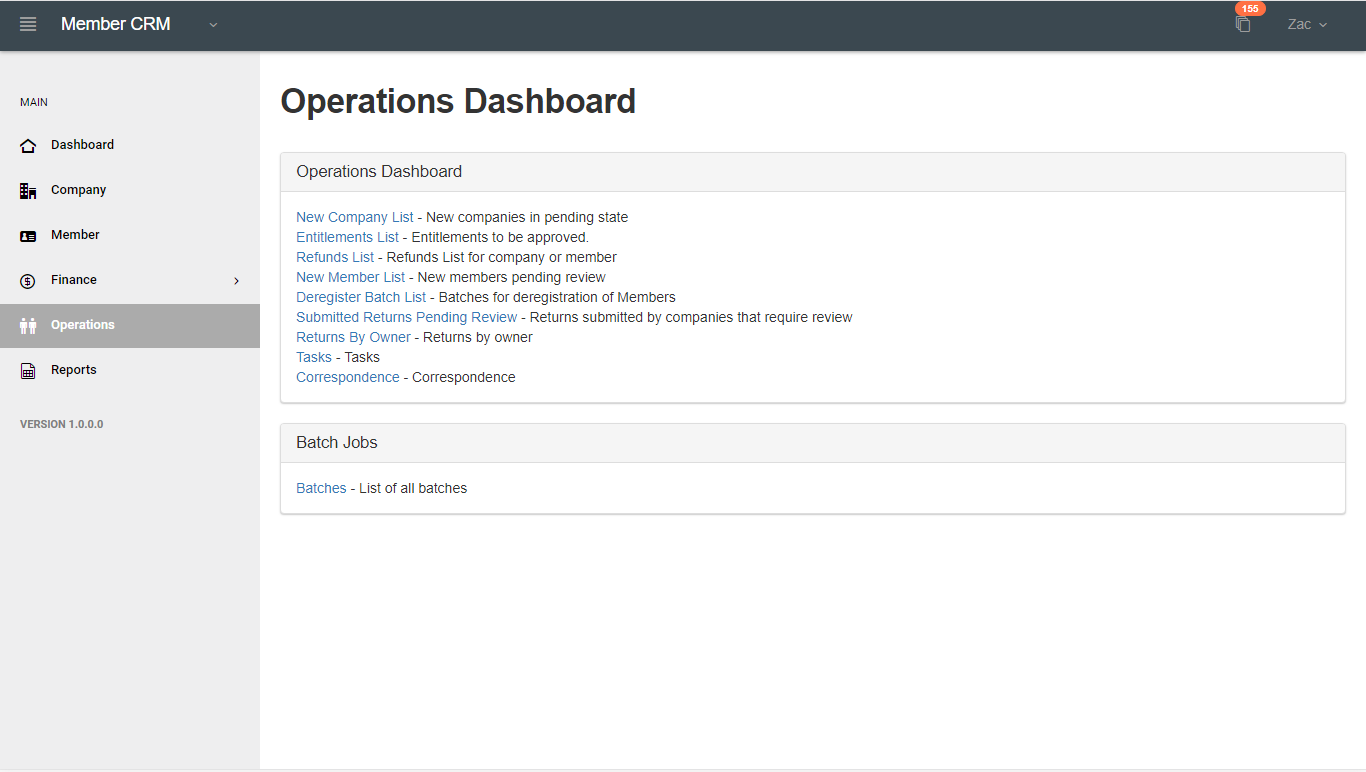 Member CRM
155
Zac
MAIN
Dashboard
Company
Member
Finance
Operations
Reports
VERSION 1.0.0.0
Operations Dashboard
Operations Dashboard
New Company List - New companies in pending state
Entitlements List - Entitlements to be approved.
Refunds List - Refunds List for company or member
New Member List - New members pending review
Deregister Batch List - Batches for deregistration of Members
Submitted Returns Pending Review - Returns submitted by companies that require review
Returns By Owner - Returns by owner
Tasks - Tasks
Correspondence - Correspondence
Batch Jobs
Batches - List of all batches